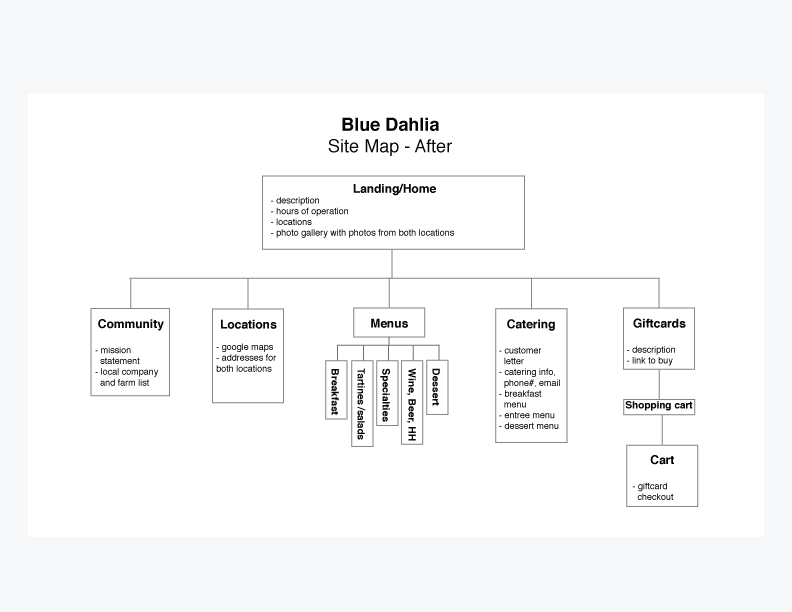 Blue Dahlia
Site Map - After
Landing/Home
- description
- hours of operation
- locations
- photo gallery with photos from both locations
Community
- mission
statement
- local company
and farm list
Locations
- google maps
- addresses for
both locations
Menus
Breakfast
Tartines /salads
Specialties
Wine, Beer, HH
Dessert
Catering
- customer
letter
- catering info,
phone#, email
- breakfast
menu
- entree menu
- dessert menu
Giftcards
- description
- link to buy
Shopping cart
Cart
- giftcard
checkout